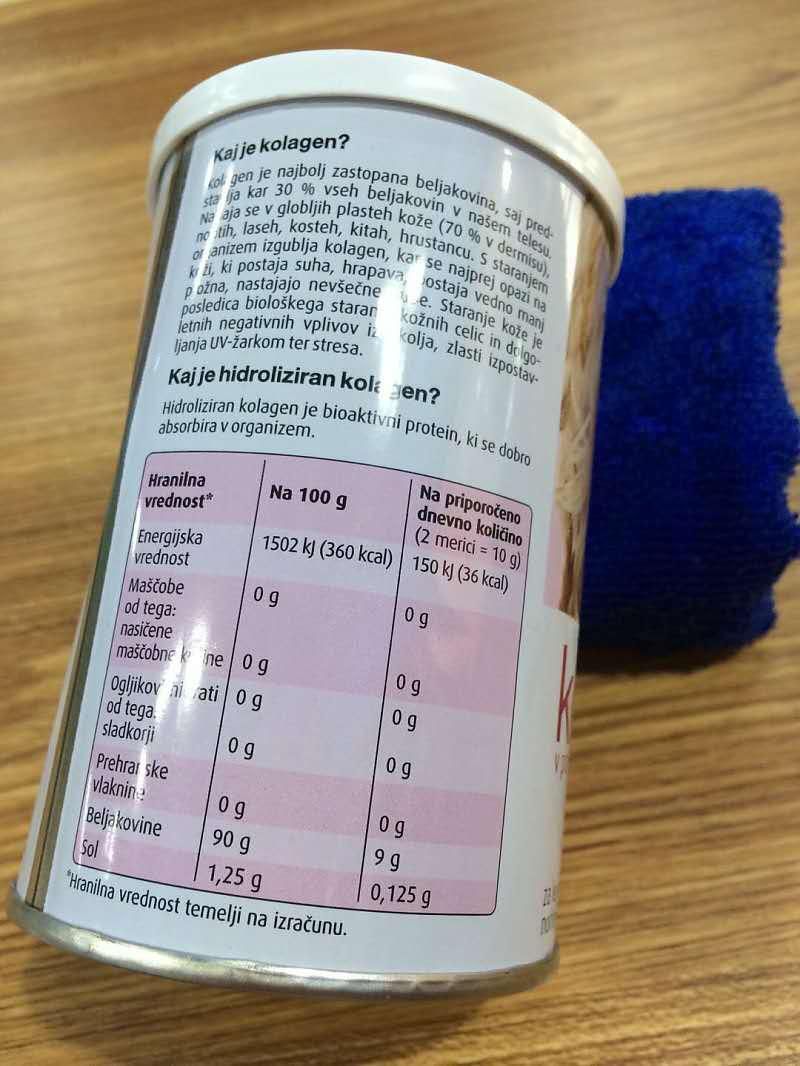 Kaj je kolagen?
Kolagen je najbolj zastopana beljakovina, saj pred-
stavlja kar 30 % vseh beljakovin v našem telesu.
Nahaja se v globljih plasteh kože (70 % v dermisu),
nohtih, laseh, kosteh, kitah, hrustancu. S staranjem
organizem izgublja kolagen, kar se najprej opazi na
koži, ki postaja suha, hrapava, postaja vedno manj
prožna, nastajajo nevšečne gube. Staranje kože je
posledica biološkega staranja kožnih celic in dolgo-
letnih negativnih vplivov iz okolja, zlasti izpostav-
ljanja UV-žarkom ter stresa.
Kaj je hidroliziran kolagen?
Hidroliziran kolagen je bioaktivni protein, ki se dobro
absorbira v organizem.
Hranilna
vrednost*
Na 100 g
Na priporočeno
dnevno količino
(2 merici = 10 g)
Energijska
vrednost
1502 kJ (360 kcal)
150 kJ (36 kcal)
Maščobe
0 g
0 g
od tega:
nasičene
maščobne kisline
0 g
0 g
Ogljikovi hidrati
0 g
0 g
od tega:
sladkorji
0 g
0 g
Prehranske
vlaknine
0 g
0 g
Beljakovine
90 g
9 g
Sol
1,25 g
0,125 g
*Hranilna vrednost temelji na izračunu.